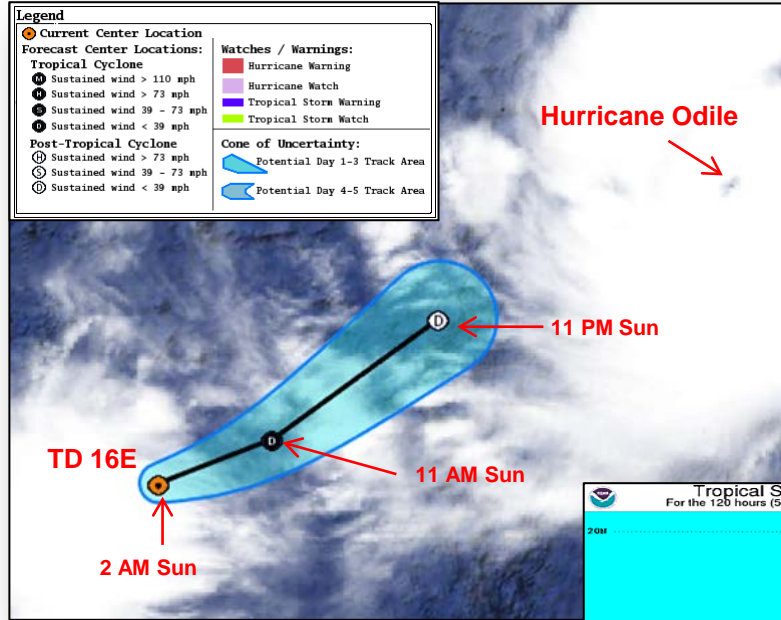 Legend
Current Center Location
Forecast Center Locations:
Tropical Cyclone
M Sustained wind > 110 mph
H Sustained wind > 73 mph
S Sustained wind 39 - 73 mph
D Sustained wind < 39 mph
Post-Tropical Cyclone
H Sustained wind > 73 mph
S Sustained wind 39 - 73 mph
D Sustained wind < 39 mph
Watches / Warnings:
Hurricane Warning
Hurricane Watch
Tropical Storm Warning
Tropical Storm Watch
Cone of Uncertainty:
Potential Day 1-3 Track Area
Potential Day 4-5 Track Area
Hurricane Odile
D
11 PM Sun
TD 16E
D
11 AM Sun
2 AM Sun
Tropical S
For the 120 hours (5
20N